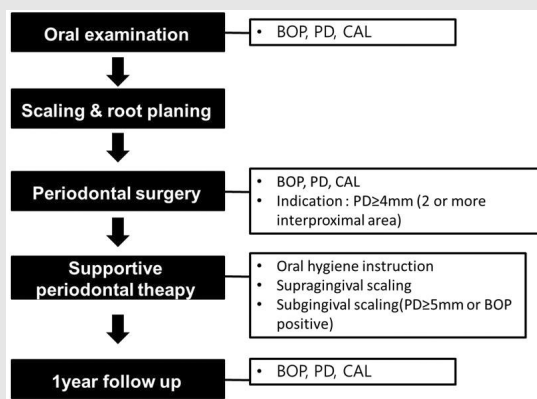 Oral examination
• BOP, PD, CAL
Scaling & root planing
Periodontal surgery
• BOP, PD, CAL
• Indication : PD≥4mm (2 or more
interproximal area)
Supportive
periodontal theapy
• Oral hygiene instruction
• Supragingival scaling
• Subgingival scaling(PD≥5mm or BOP
positive)
1year follow up
• BOP, PD, CAL